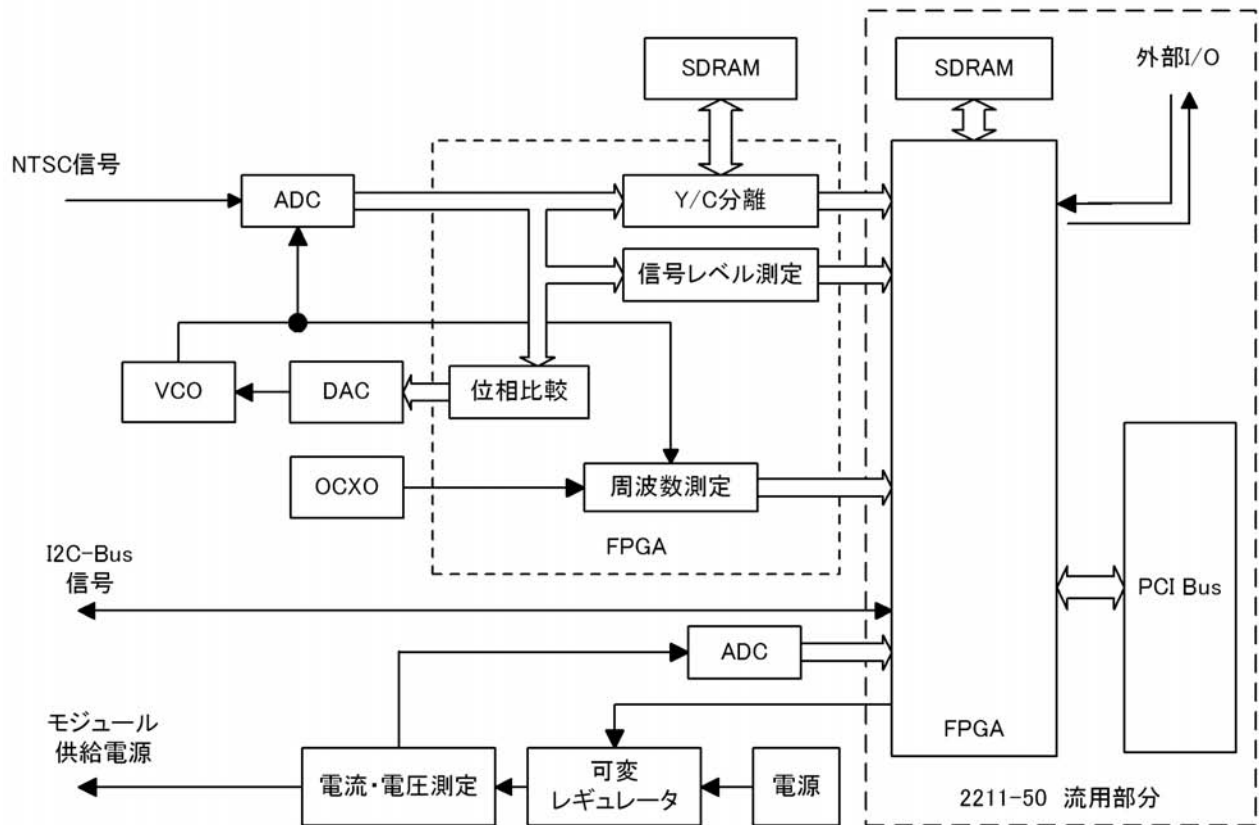 SDRAM
SDRAM
外部I/O
NTSC信号
ADC
Y/C分離
信号レベル測定
VCO
DAC
位相比較
OCXO
周波数測定
FPGA
I2C-Bus
信号
PCI Bus
ADC
モジュール
供給電源
FPGA
電流・電圧測定
可変
レギュレータ
電源
2211-50 流用部分